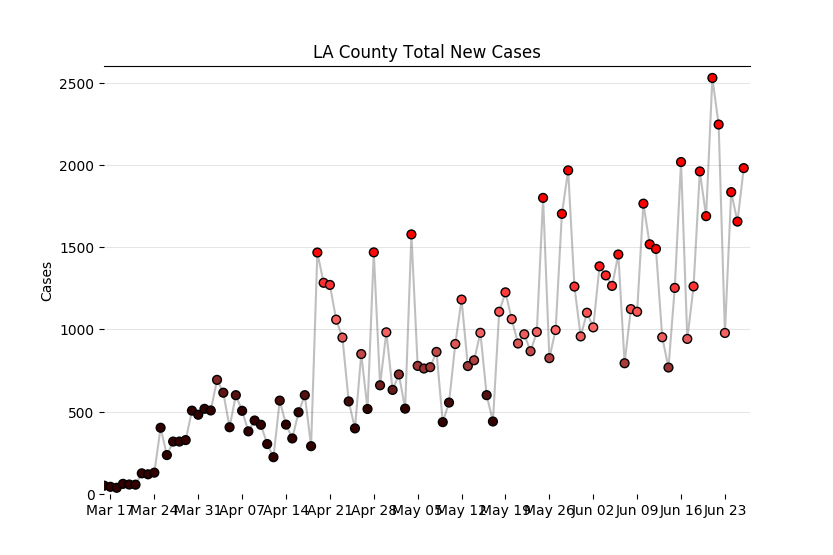 LA County Total New Cases
2500
2000
1500
1000
500
0
Cases
Mar 17 Mar 24 Mar 31 Apr 07 Apr 14 Apr 21 Apr 28 May 05 May 12 May 19 May 26 Jun 02 Jun 09 Jun 16 Jun 23